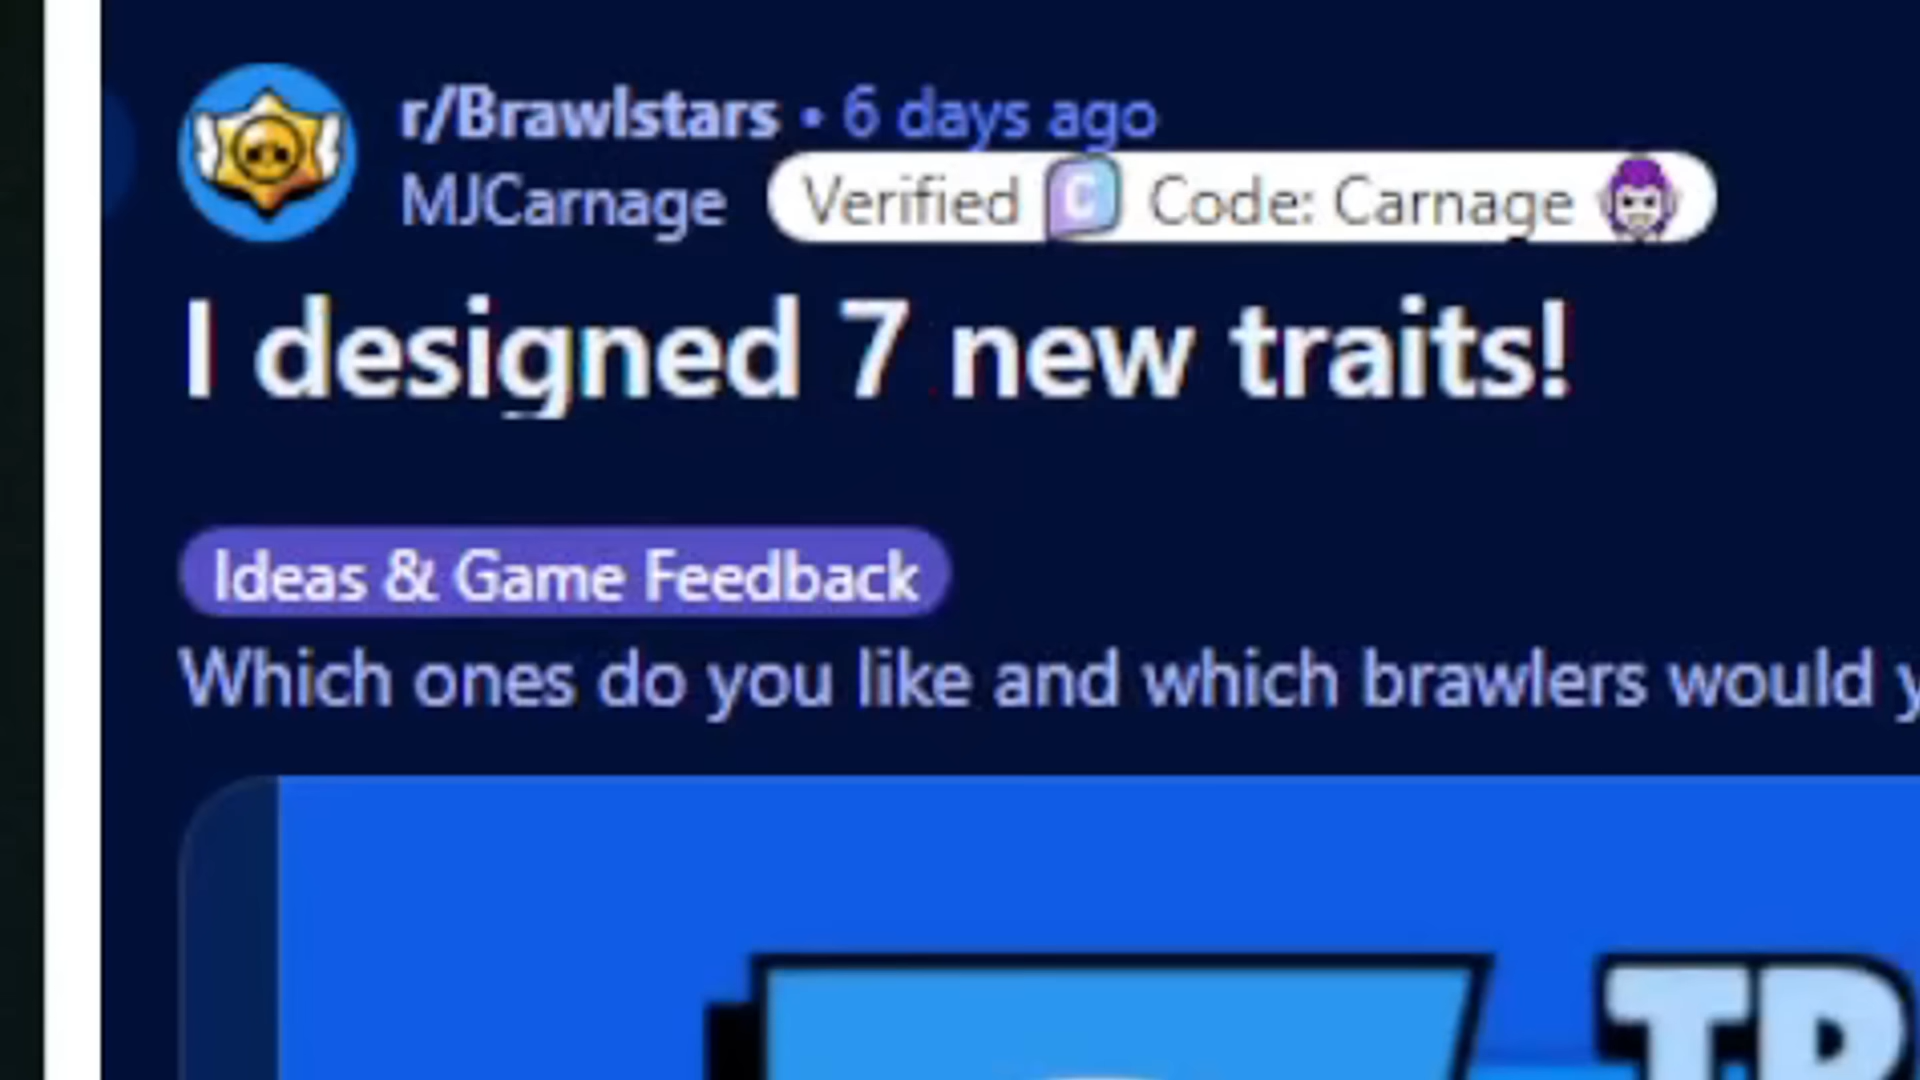 r/Brawlstars • 6 days ago
MJCarnage Verified C Code: Carnage
I designed 7 new traits!
Ideas & Game Feedback
Which ones do you like and which brawlers would y
TR